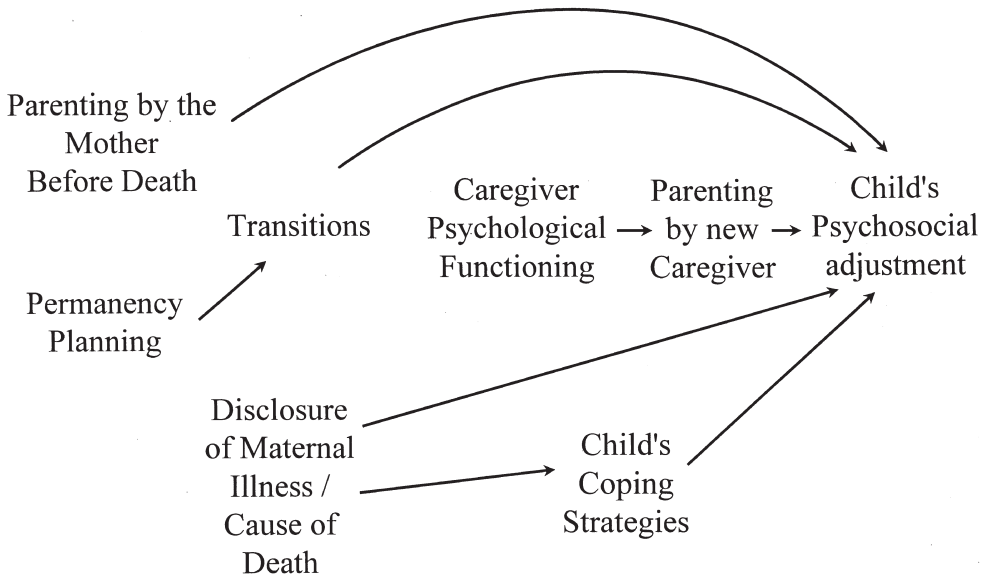 Parenting by the
Mother
Before Death
Transitions
Permanency
Planning
Caregiver
Psychological
Functioning
Parenting
by new
Caregiver
Child's
Psychosocial
adjustment
Disclosure
of Maternal
Illness /
Cause of
Death
Child's
Coping
Strategies